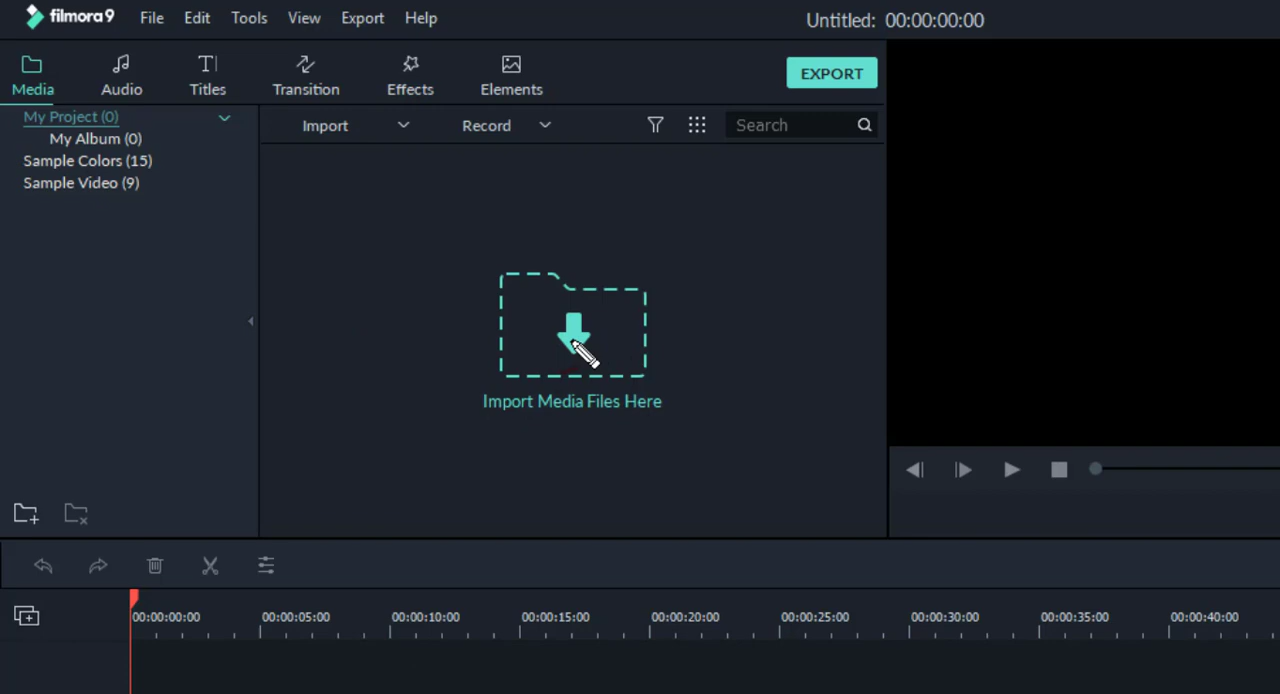 filmora9 File Edit Tools View Export Help Untitled: 00:00:00:00
Media Audio Titles Transition Effects Elements EXPORT
My Project (0)
My Album (0)
Sample Colors (15)
Sample Video (9)
Import Record Search
Import Media Files Here
00:00:00:00 00:00:05:00 00:00:10:00 00:00:15:00 00:00:20:00 00:00:25:00 00:00:30:00 00:00:35:00 00:00:40:00